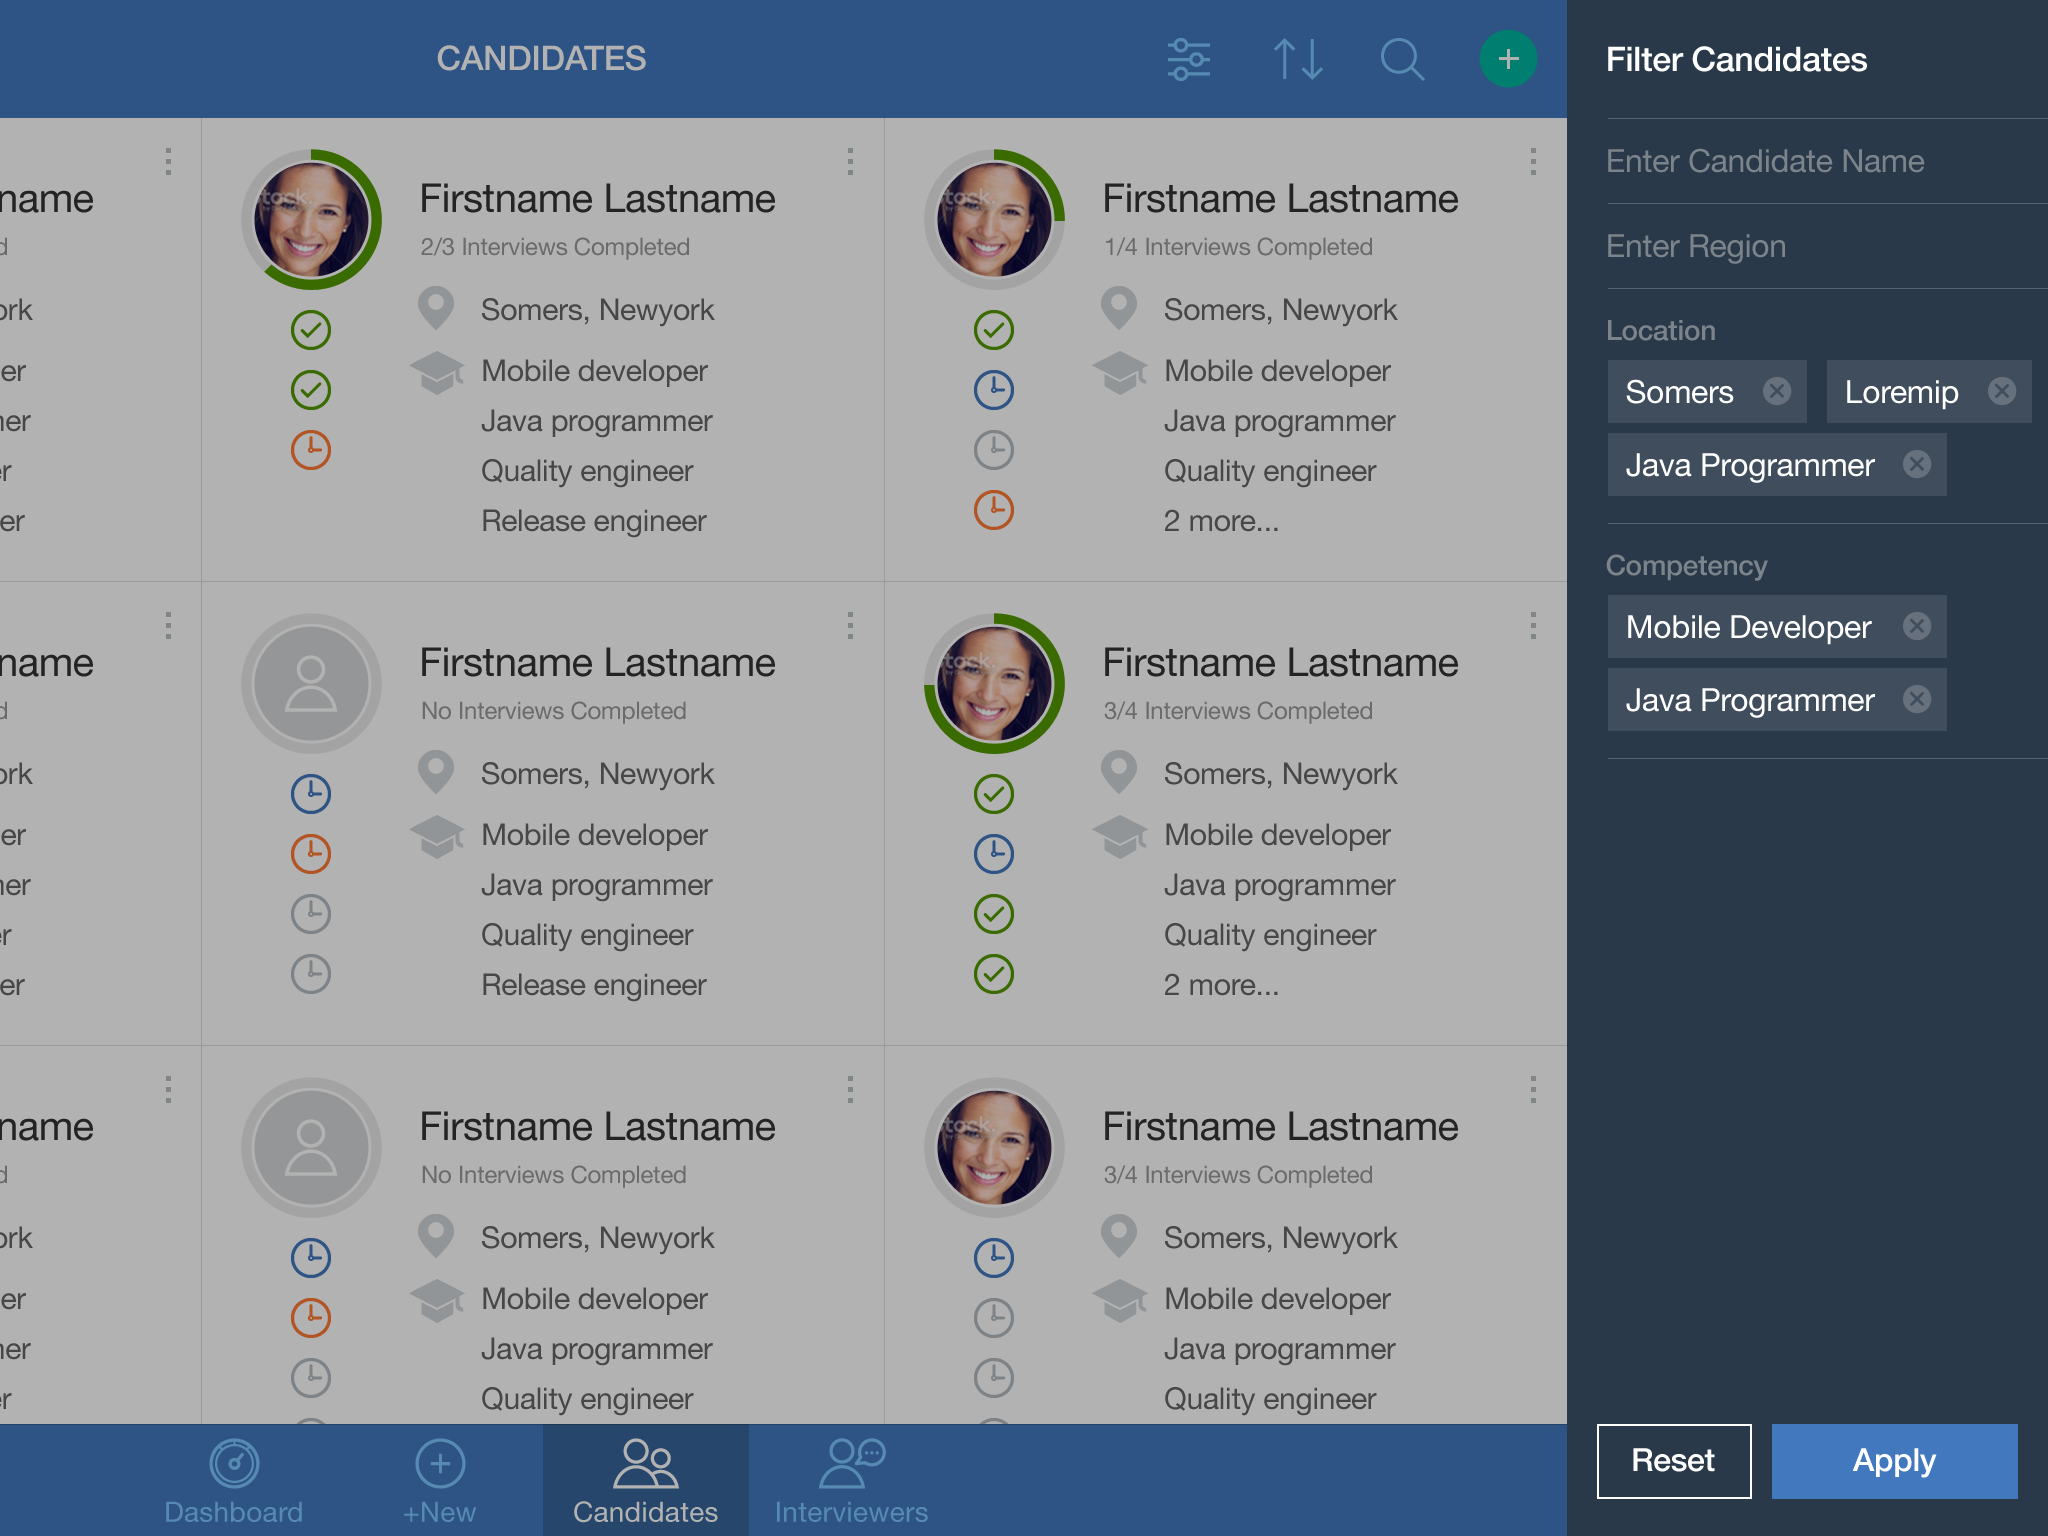 CANDIDATES
name
d
ork
er
ner
r
er
Firstname Lastname
2/3 Interviews Completed
Somers, Newyork
Mobile developer
Java programmer
Quality engineer
Release engineer
Firstname Lastname
1/4 Interviews Completed
Somers, Newyork
Mobile developer
Java programmer
Quality engineer
2 more...
name
d
ork
er
ner
r
er
Firstname Lastname
No Interviews Completed
Somers, Newyork
Mobile developer
Java programmer
Quality engineer
Release engineer
Firstname Lastname
3/4 Interviews Completed
Somers, Newyork
Mobile developer
Java programmer
Quality engineer
2 more...
name
d
ork
er
ner
r
Firstname Lastname
No Interviews Completed
Somers, Newyork
Mobile developer
Java programmer
Quality engineer
Firstname Lastname
3/4 Interviews Completed
Somers, Newyork
Mobile developer
Java programmer
Quality engineer
Dashboard
+New
Candidates
Interviewers
Filter Candidates
Enter Candidate Name
Enter Region
Location
Somers
Loremip
Java Programmer
Competency
Mobile Developer
Java Programmer
Reset
Apply